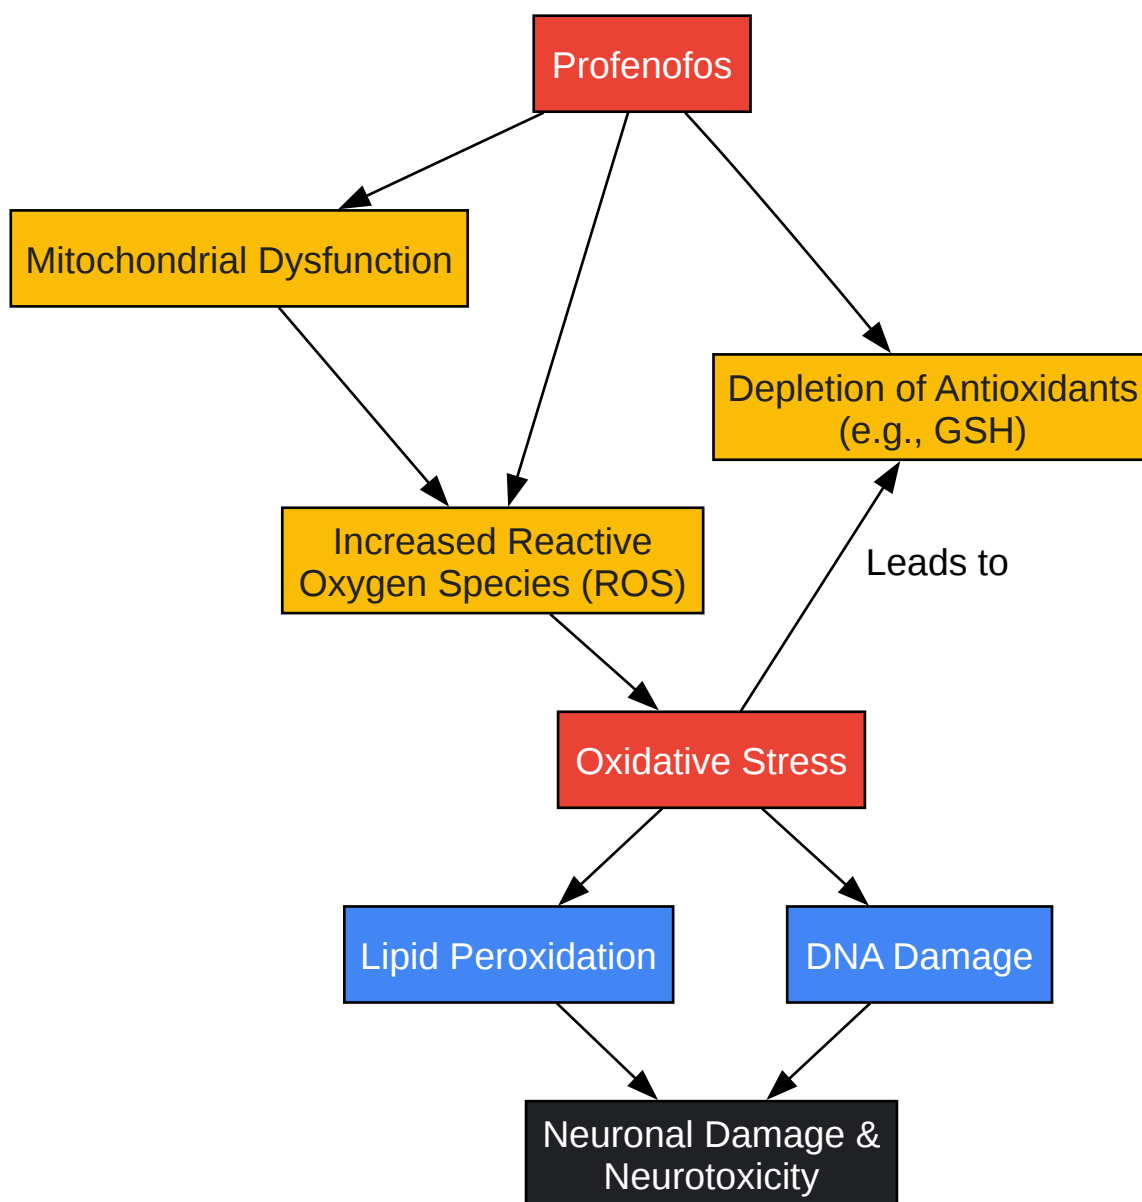 Profenofos
Mitochondrial Dysfunction
Depletion of Antioxidants
(e.g., GSH)
Increased Reactive
Oxygen Species (ROS)
Leads to
Oxidative Stress
Lipid Peroxidation
DNA Damage
Neuronal Damage &
Neurotoxicity